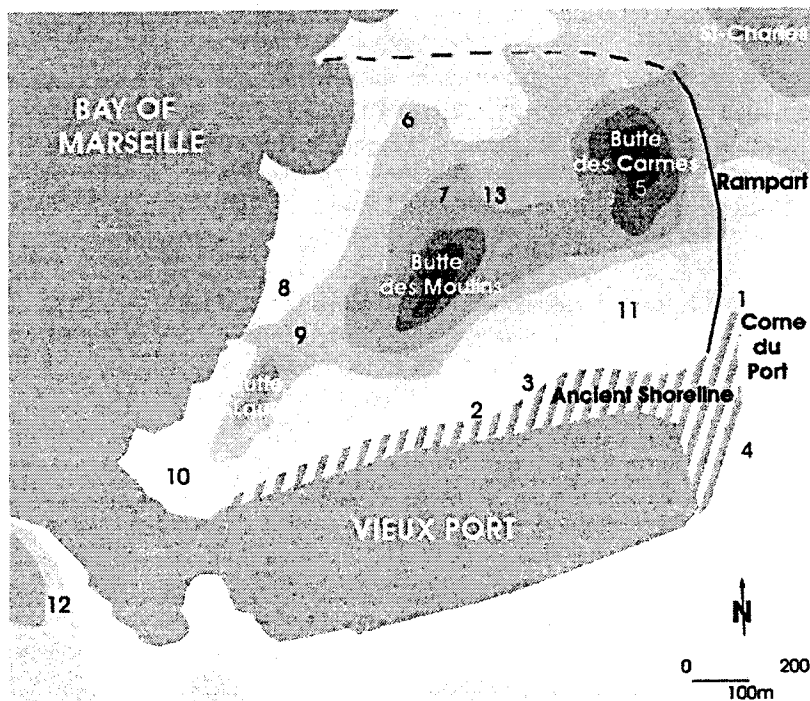 St-Charles
BAY OF
MARSEILLE
6
Butte
des Carmes
5
Rampart
7
13
Butte
des Moulins
8
11
1
Corne
du
Port
9
3
Ancient Shoreline
Butte
2
4
10
VIEUX PORT
12
N
0
200
100m